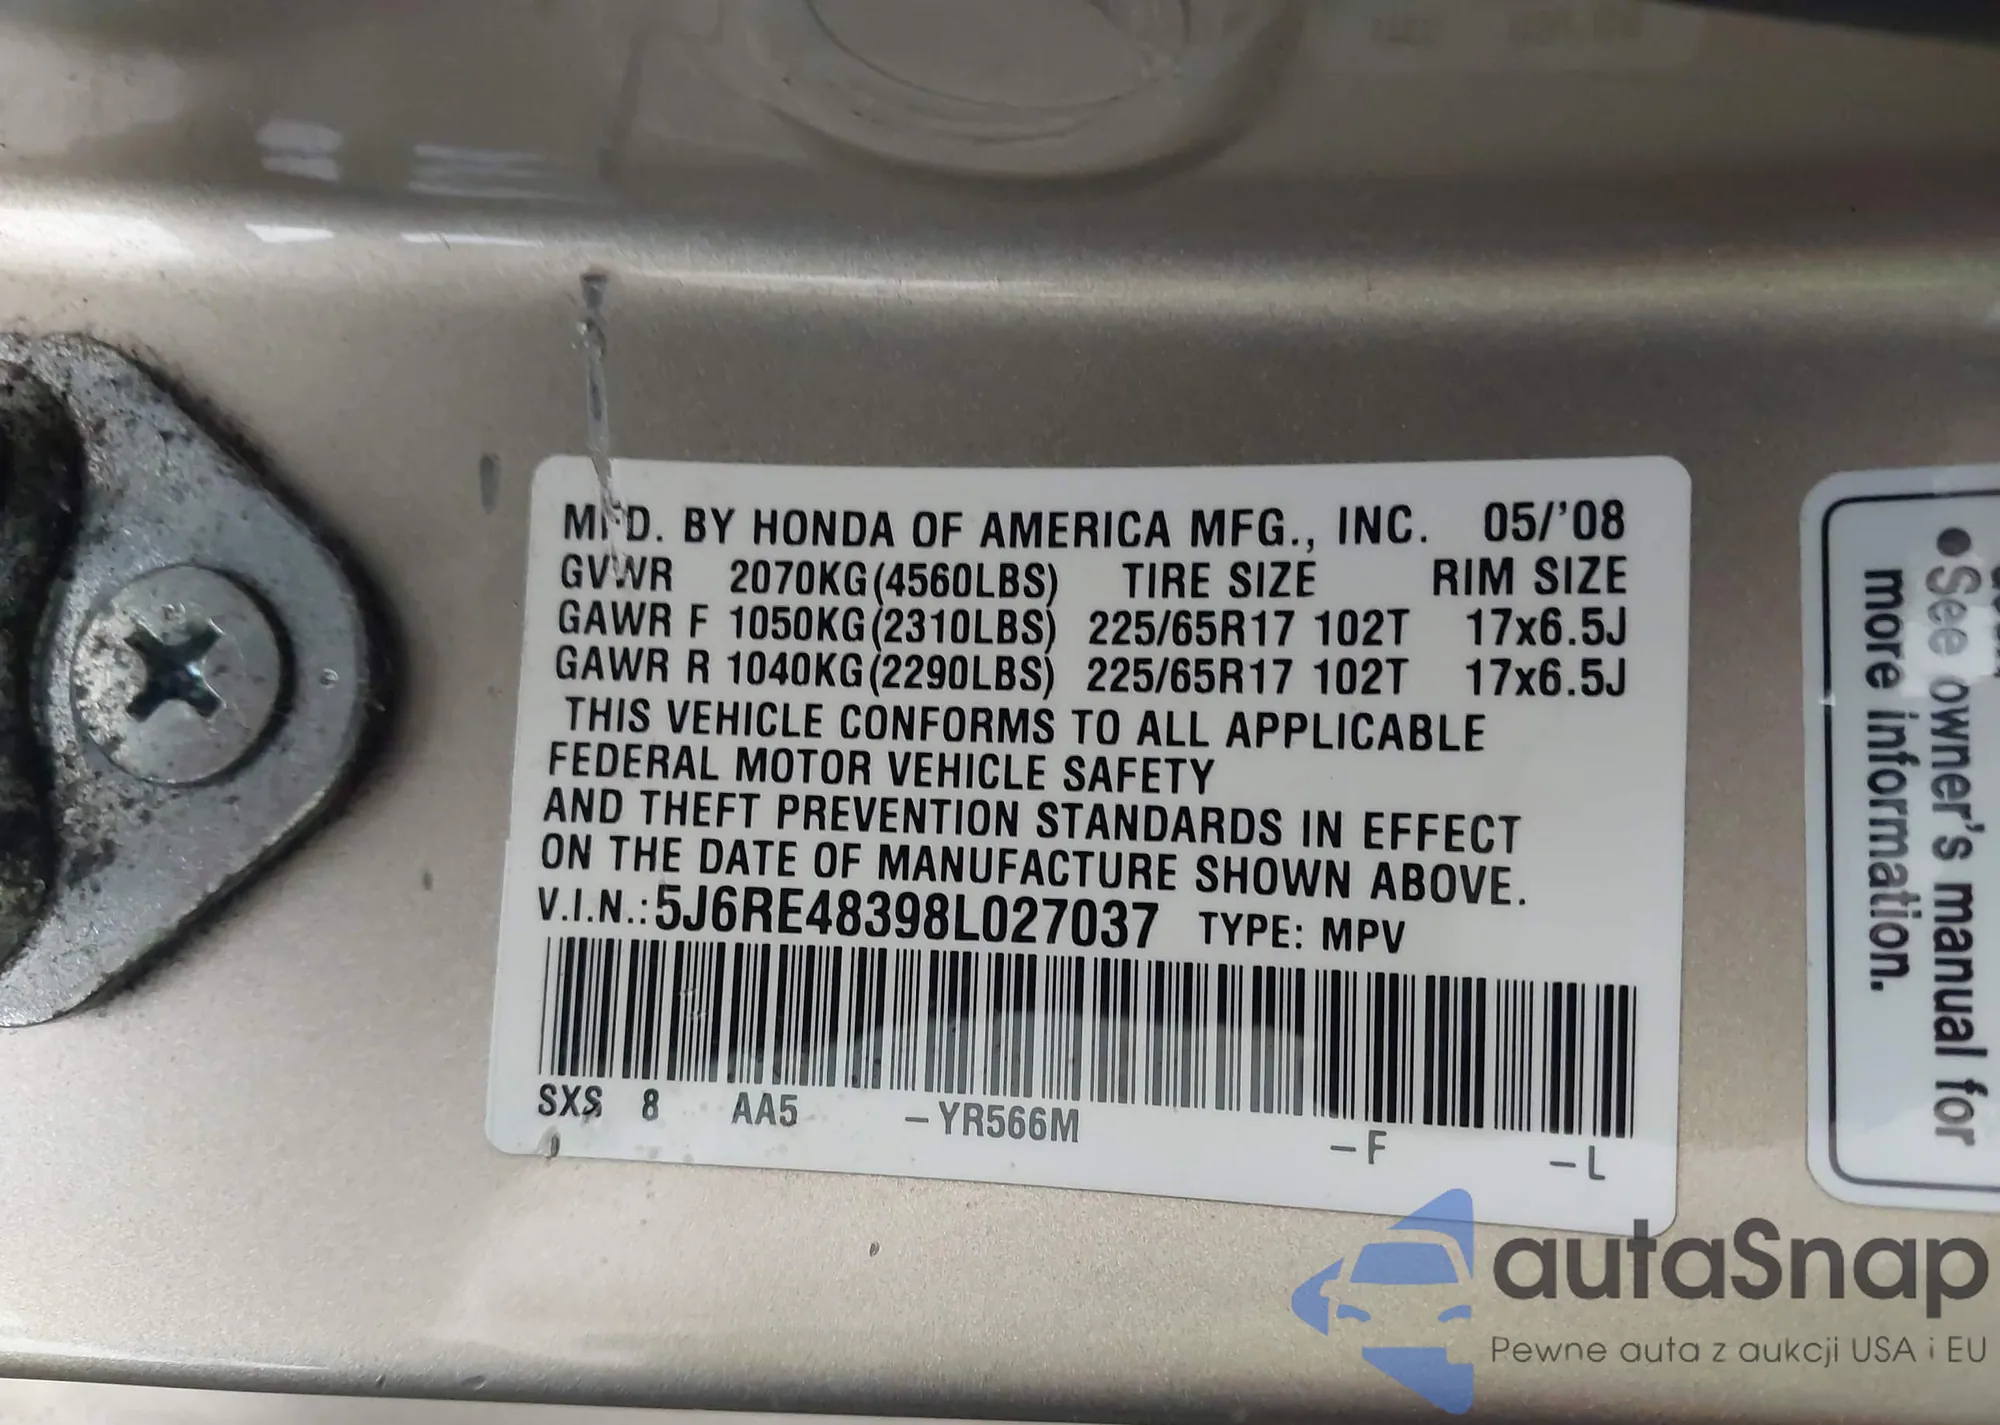 MFD. BY HONDA OF AMERICA MFG., INC. 05/'08
GVWR 2070KG(4560LBS) TIRE SIZE RIM SIZE
GAWR F 1050KG(2310LBS) 225/65R17 102T 17x6.5J
GAWR R 1040KG(2290LBS) 225/65R17 102T 17x6.5J
THIS VEHICLE CONFORMS TO ALL APPLICABLE
FEDERAL MOTOR VEHICLE SAFETY
AND THEFT PREVENTION STANDARDS IN EFFECT
ON THE DATE OF MANUFACTURE SHOWN ABOVE.
V.I.N.: 5J6RE48398L027037 TYPE: MPV
SXS 8 AA5 -YR566M -F -L
•See owner's manual for
more information.
autaSnap
Pewne auta z aukcji USA i EU